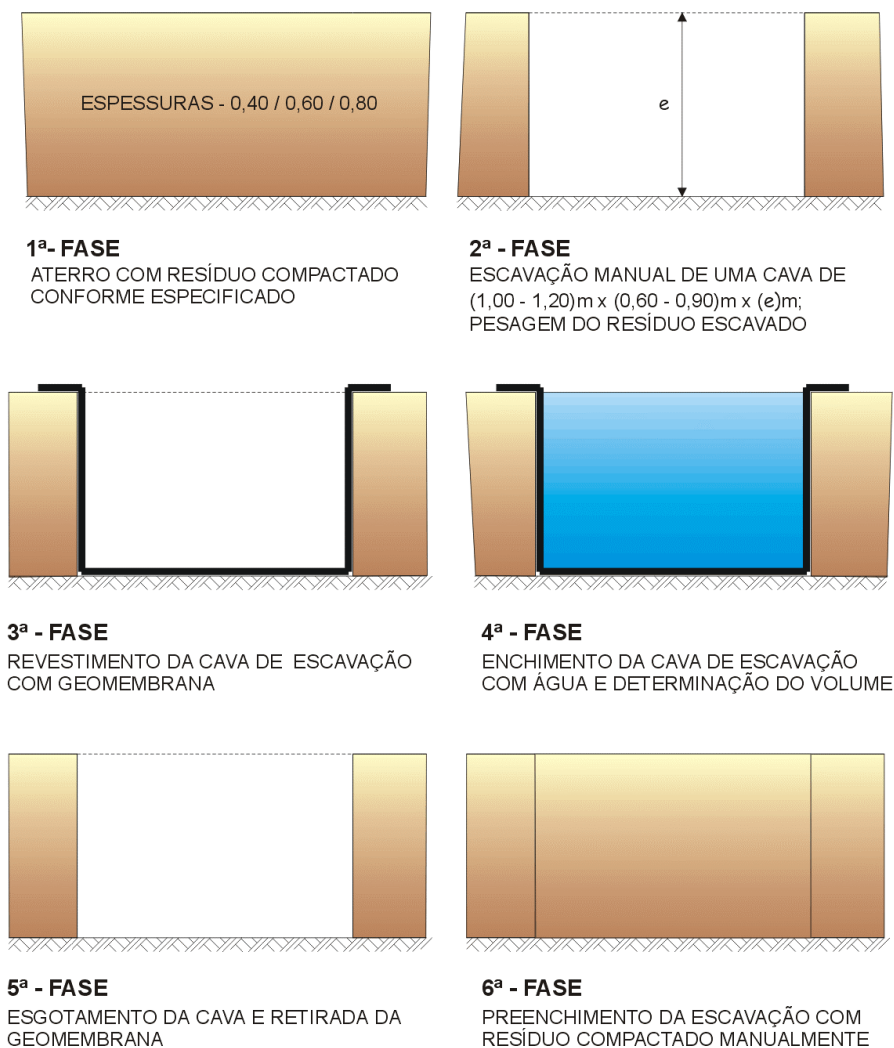 ESPESSURAS - 0,40 / 0,60 / 0,80
e
1ª- FASE
ATERRO COM RESÍDUO COMPACTADO
CONFORME ESPECIFICADO
2ª - FASE
ESCAVAÇÃO MANUAL DE UMA CAVA DE
(1,00 - 1,20)m x (0,60 - 0,90)m x (e)m;
PESAGEM DO RESÍDUO ESCAVADO
3ª - FASE
REVESTIMENTO DA CAVA DE ESCAVAÇÃO
COM GEOMEMBRANA
4ª - FASE
ENCHIMENTO DA CAVA DE ESCAVAÇÃO
COM ÁGUA E DETERMINAÇÃO DO VOLUME
5ª - FASE
ESGOTAMENTO DA CAVA E RETIRADA DA
GEOMEMBRANA
6ª - FASE
PREENCHIMENTO DA ESCAVAÇÃO COM
RESÍDUO COMPACTADO MANUALMENTE